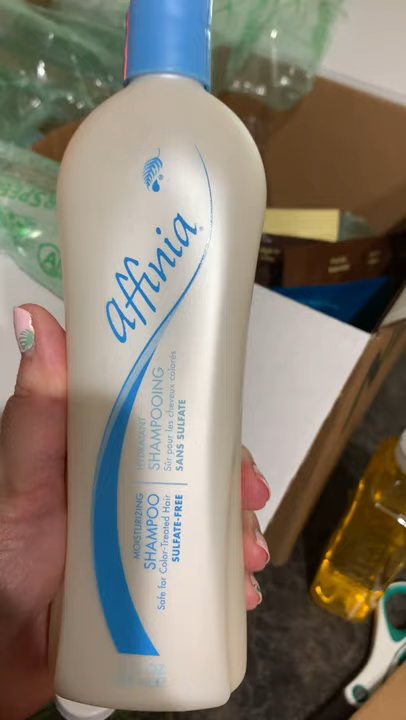 affinia
MOISTURIZING
SHAMPOO
Safe for Color-Treated Hair
SULFATE-FREE
HYDRATANT
SHAMPOOING
Sûr pour les cheveux colorés
SANS SULFATE